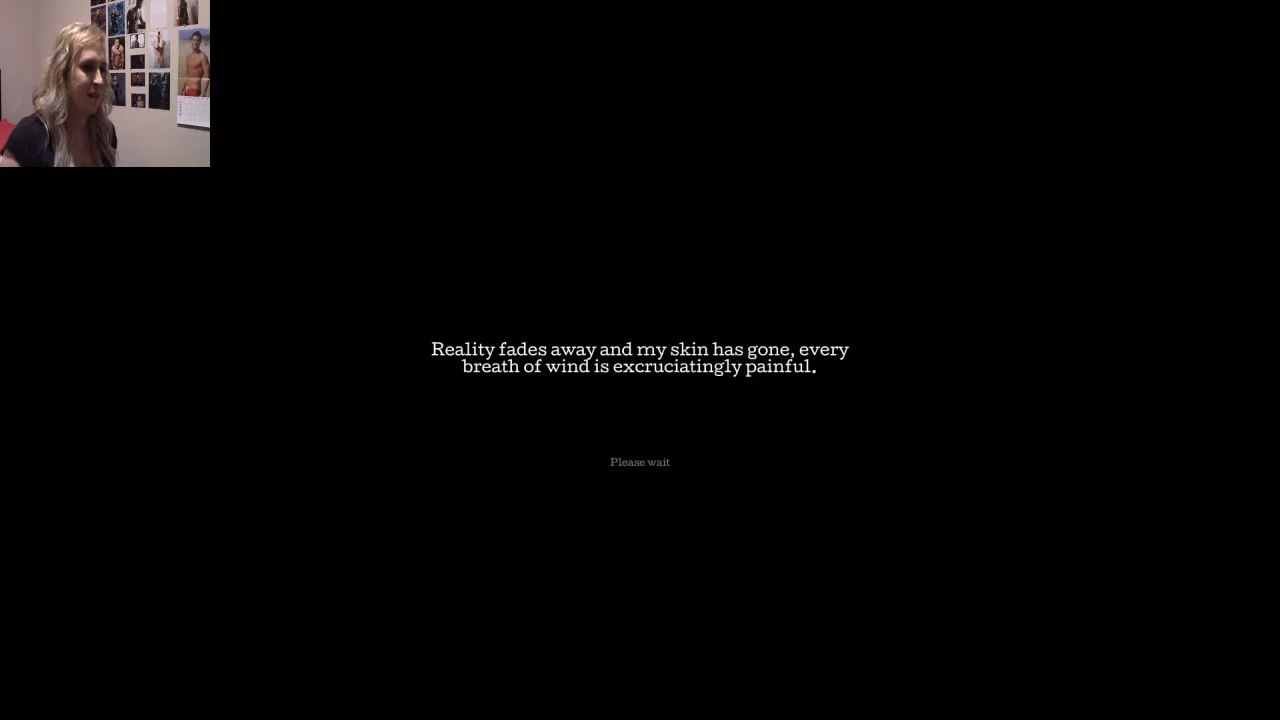 Reality fades away and my skin has gone, every
breath of wind is excruciatingly painful.
Please wait